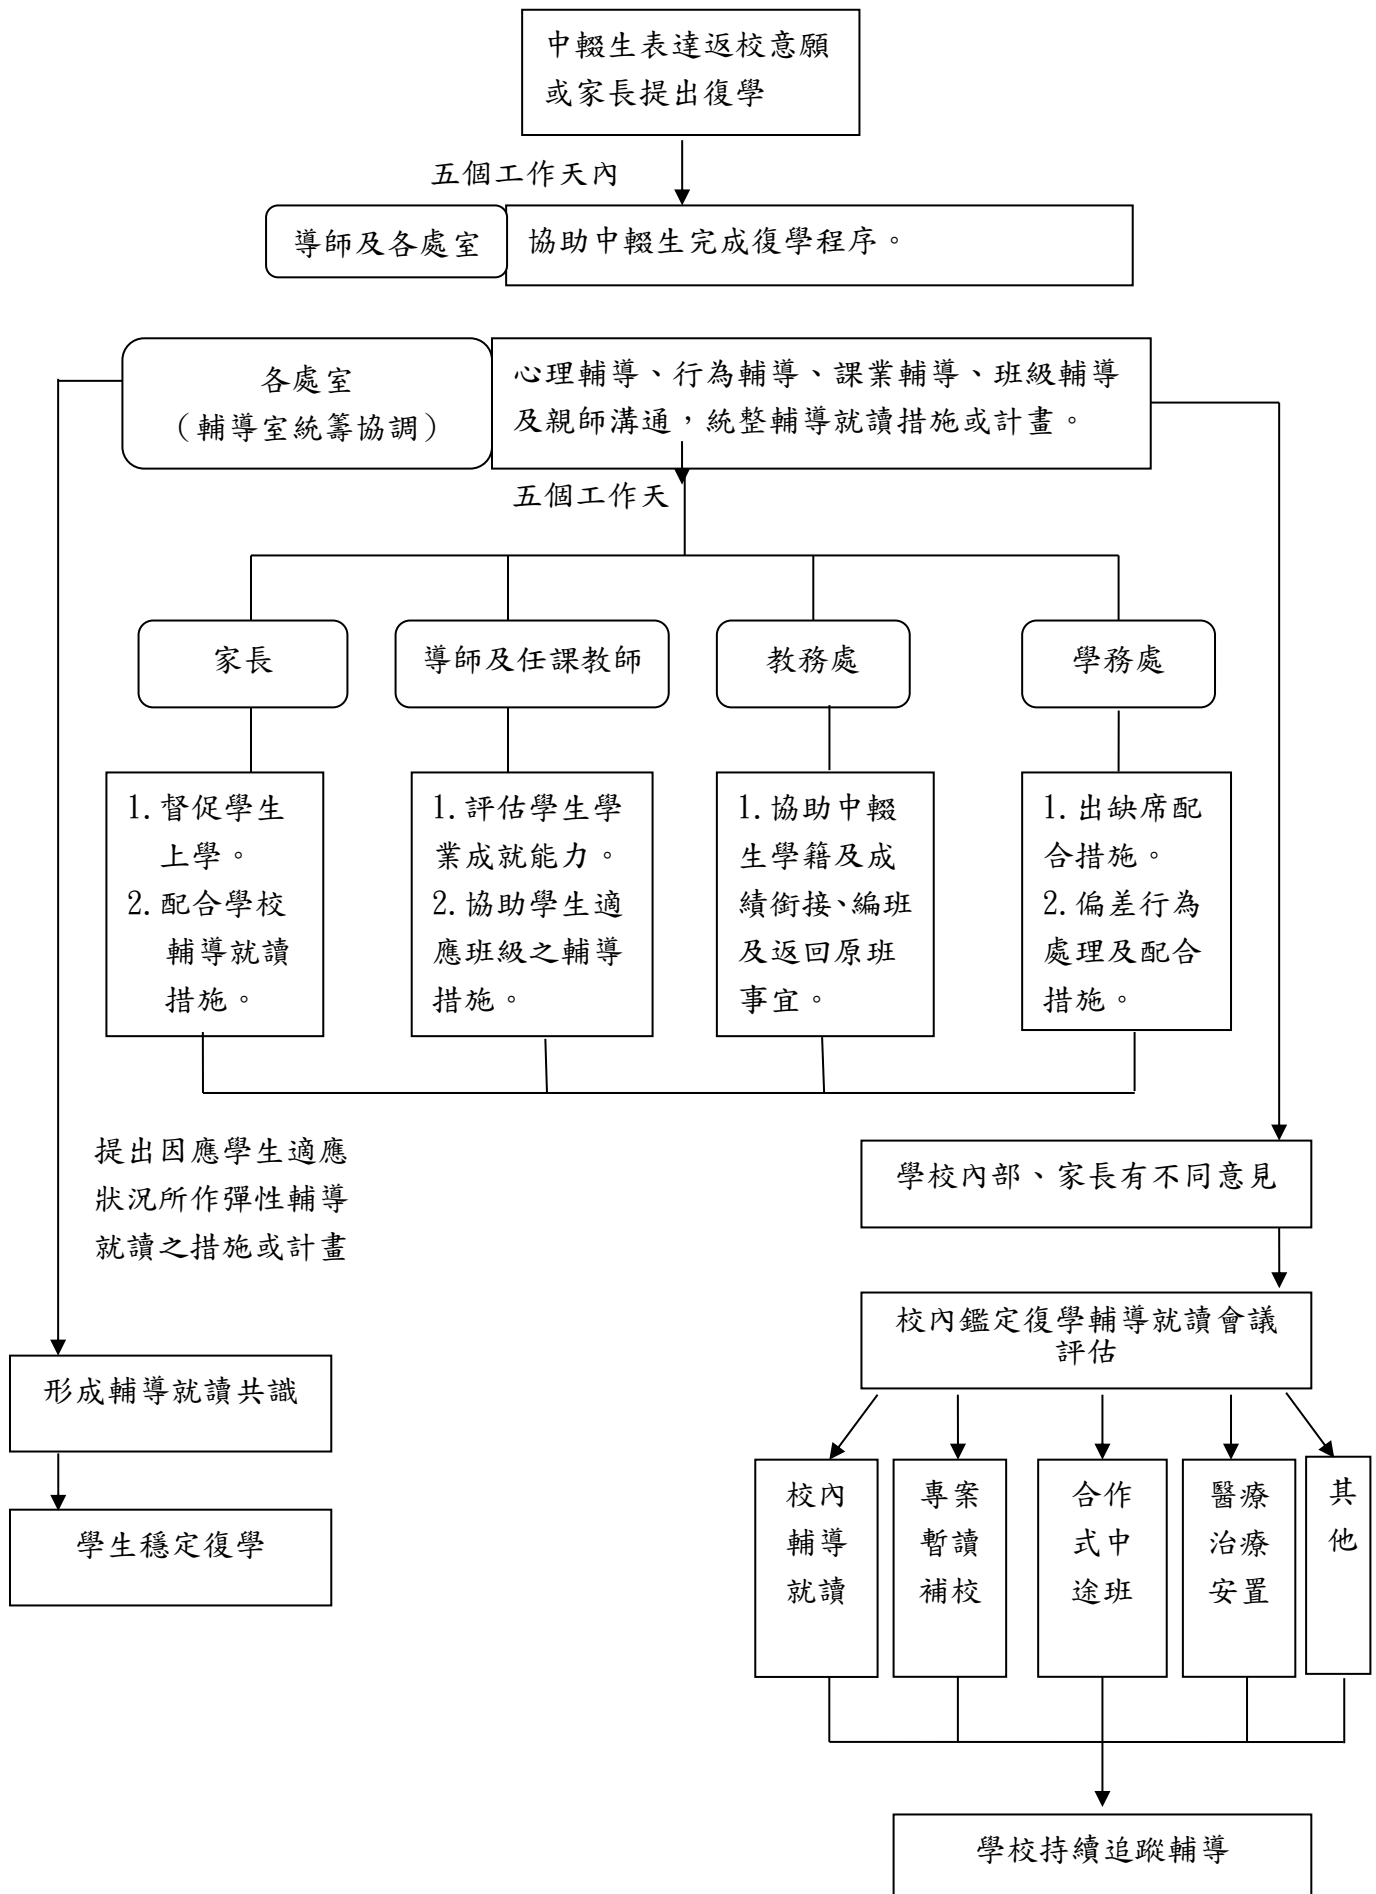 中輟生表達返校意願
或家長提出復學
五個工作天內
導師及各處室
協助中輟生完成復學程序。
各處室
（輔導室統籌協調）
心理輔導、行為輔導、課業輔導、班級輔導
及親師溝通，統整輔導就讀措施或計畫。
五個工作天
家長
導師及任課教師
教務處
學務處
1.督促學生
上學。
2.配合學校
輔導就讀
措施。
1.評估學生學
業成就能力。
2.協助學生適
應班級之輔導
措施。
1.協助中輟
生學籍及成
績銜接、編班
及返回原班
事宜。
1.出缺席配
合措施。
2.偏差行為
處理及配合
措施。
提出因應學生適應
狀況所作彈性輔導
就讀之措施或計畫
學校內部、家長有不同意見
校內鑑定復學輔導就讀會議
評估
形成輔導就讀共識
學生穩定復學
校內
輔導
就讀
專案
暫讀
補校
合作
式中
途班
醫療
治療
安置
其
他
學校持續追蹤輔導